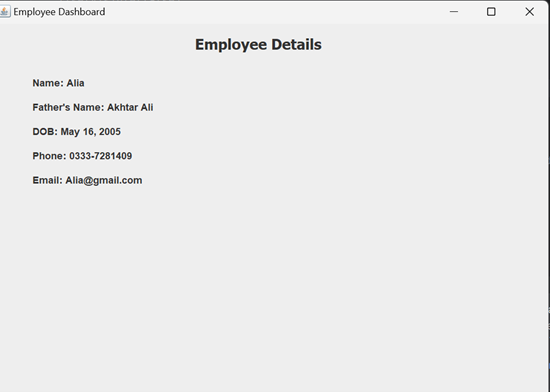 Employee Dashboard
Employee Details
Name: Alia
Father's Name: Akhtar Ali
DOB: May 16, 2005
Phone: 0333-7281409
Email: Alia@gmail.com